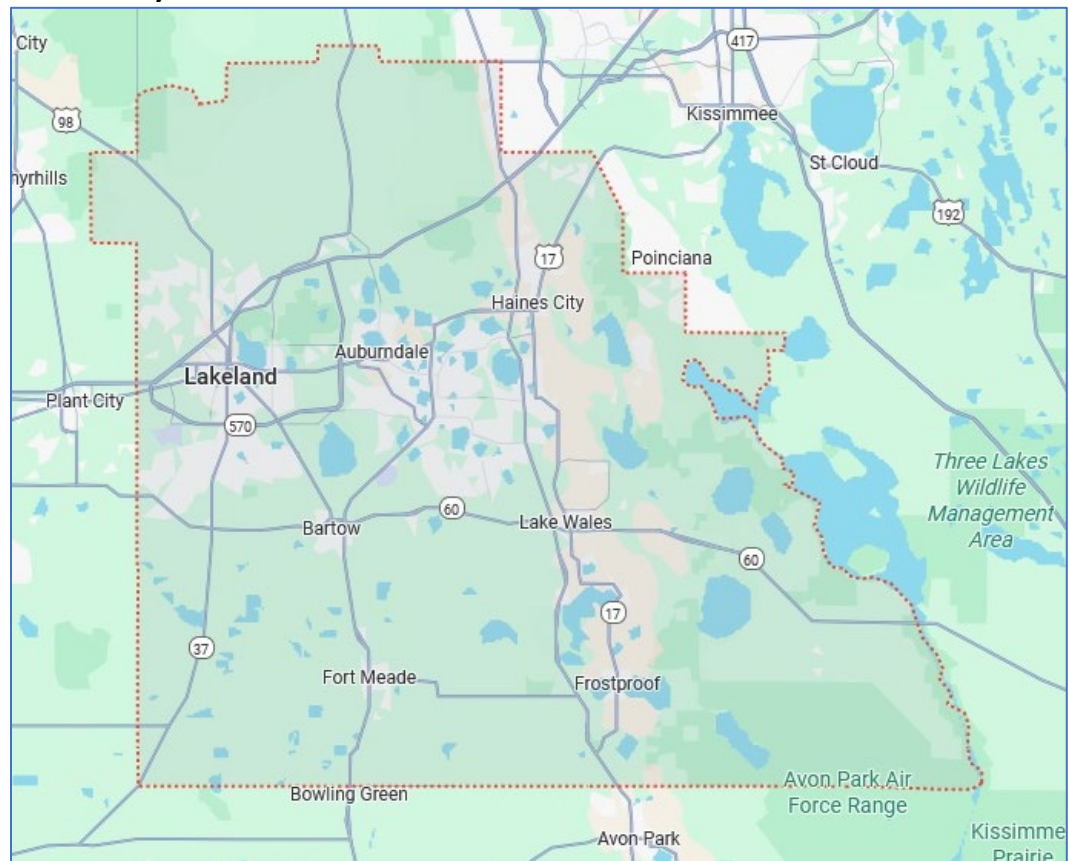 City
417
98
Kissimmee
St Cloud
192
Poinciana
17
Haines City
Auburndale
Lakeland
Plant City
570
Three Lakes
Wildlife
Management
Area
60
Lake Wales
Bartow
60
17
37
Fort Meade
Frostproof
Avon Park Air
Force Range
Bowling Green
Avon Park
Kissimme
Prairie